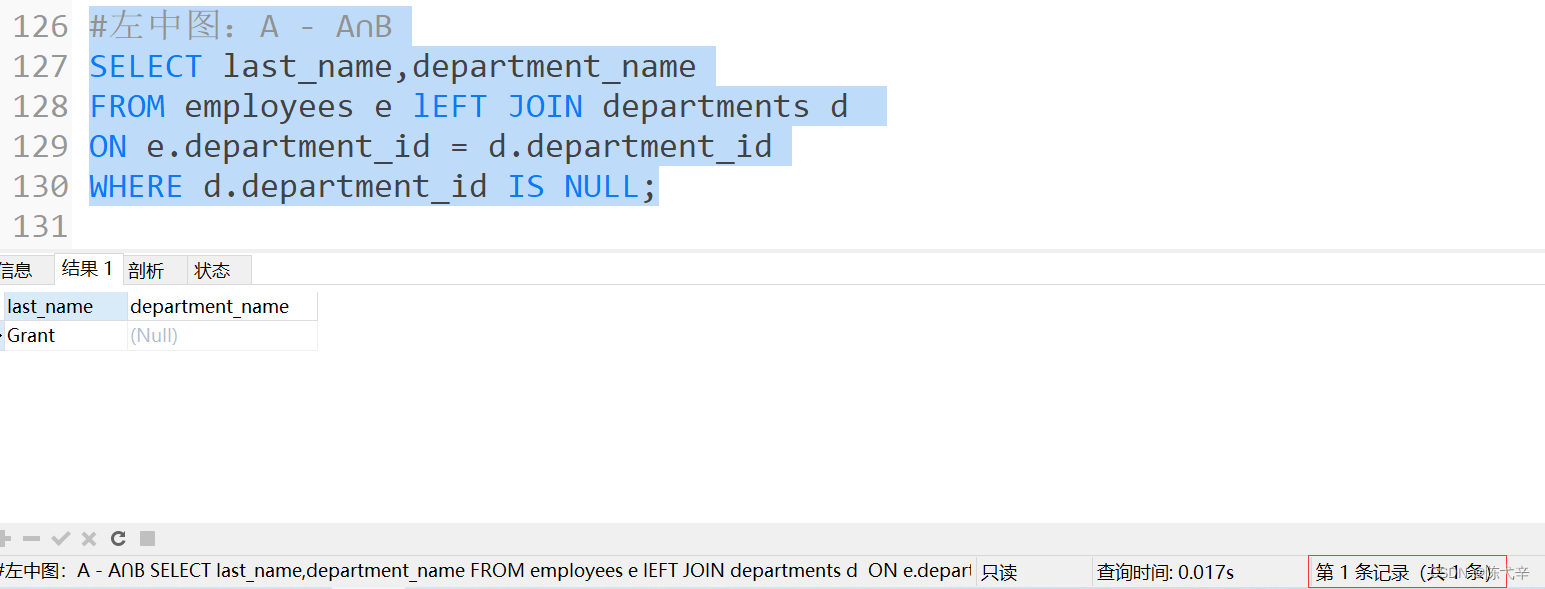 126 #左中图：A - A∩B
127 SELECT last_name,department_name
128 FROM employees e lEFT JOIN departments d
129 ON e.department_id = d.department_id
130 WHERE d.department_id IS NULL;
131
信息 结果 1 剖析 状态
last_name department_name
Grant (Null)
#左中图：A - A∩B SELECT last_name,department_name FROM employees e lEFT JOIN departments d ON e.depart 只读 查询时间: 0.017s 第 1 条记录（共 1 条）